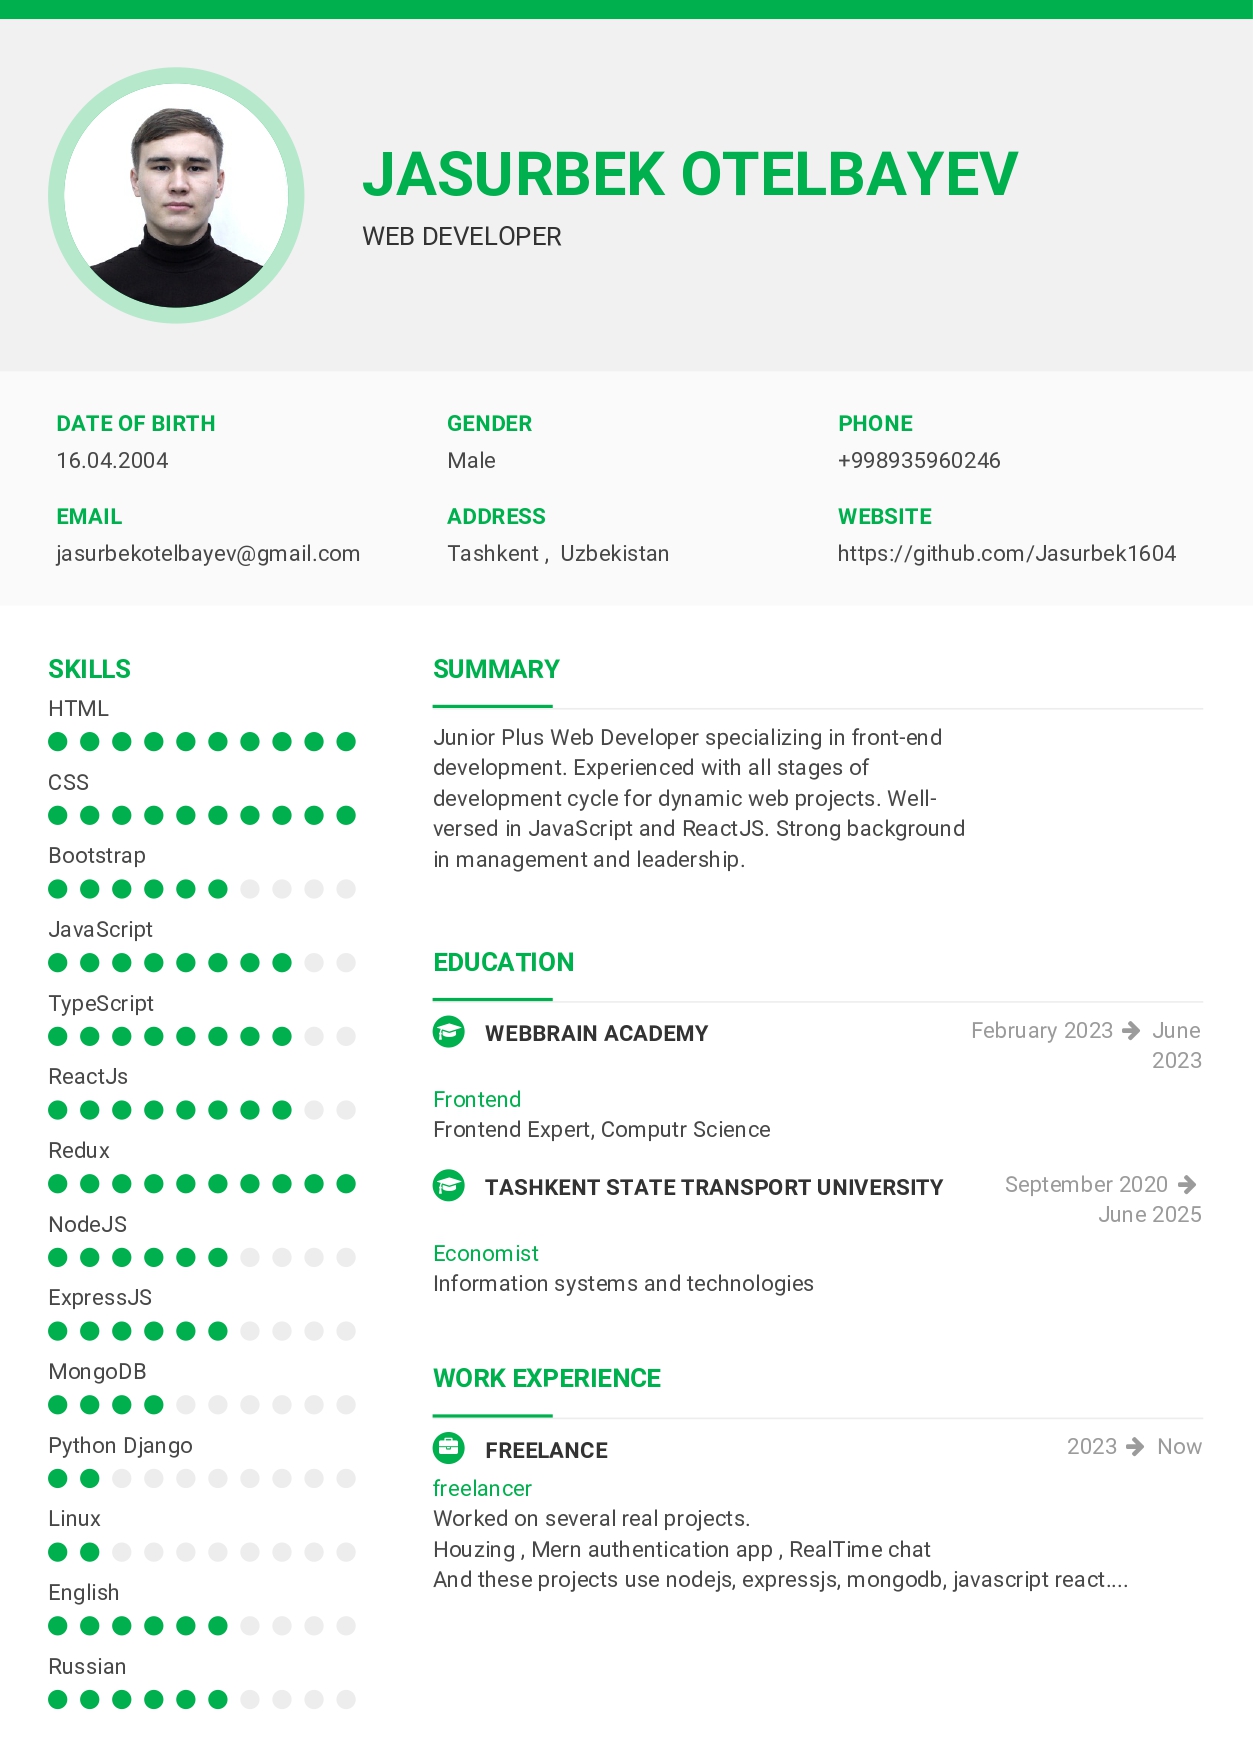 JASURBEK OTELBAYEV
WEB DEVELOPER
DATE OF BIRTH
16.04.2004
GENDER
Male
PHONE
+998935960246
EMAIL
jasurbekotelbayev@gmail.com
ADDRESS
Tashkent ,  Uzbekistan
WEBSITE
https://github.com/Jasurbek1604
SKILLS
HTML
CSS
Bootstrap
JavaScript
TypeScript
ReactJs
Redux
NodeJS
ExpressJS
MongoDB
Python Django
Linux
English
Russian
SUMMARY
Junior Plus Web Developer specializing in front-end
development. Experienced with all stages of
development cycle for dynamic web projects. Well-
versed in JavaScript and ReactJS. Strong background
in management and leadership.
EDUCATION
WEBBRAIN ACADEMY
February 2023 → June
2023
Frontend
Frontend Expert, Computr Science
TASHKENT STATE TRANSPORT UNIVERSITY
September 2020 →
June 2025
Economist
Information systems and technologies
WORK EXPERIENCE
FREELANCE
2023 → Now
freelancer
Worked on several real projects.
Houzing , Mern authentication app , RealTime chat
And these projects use nodejs, expressjs, mongodb, javascript react....